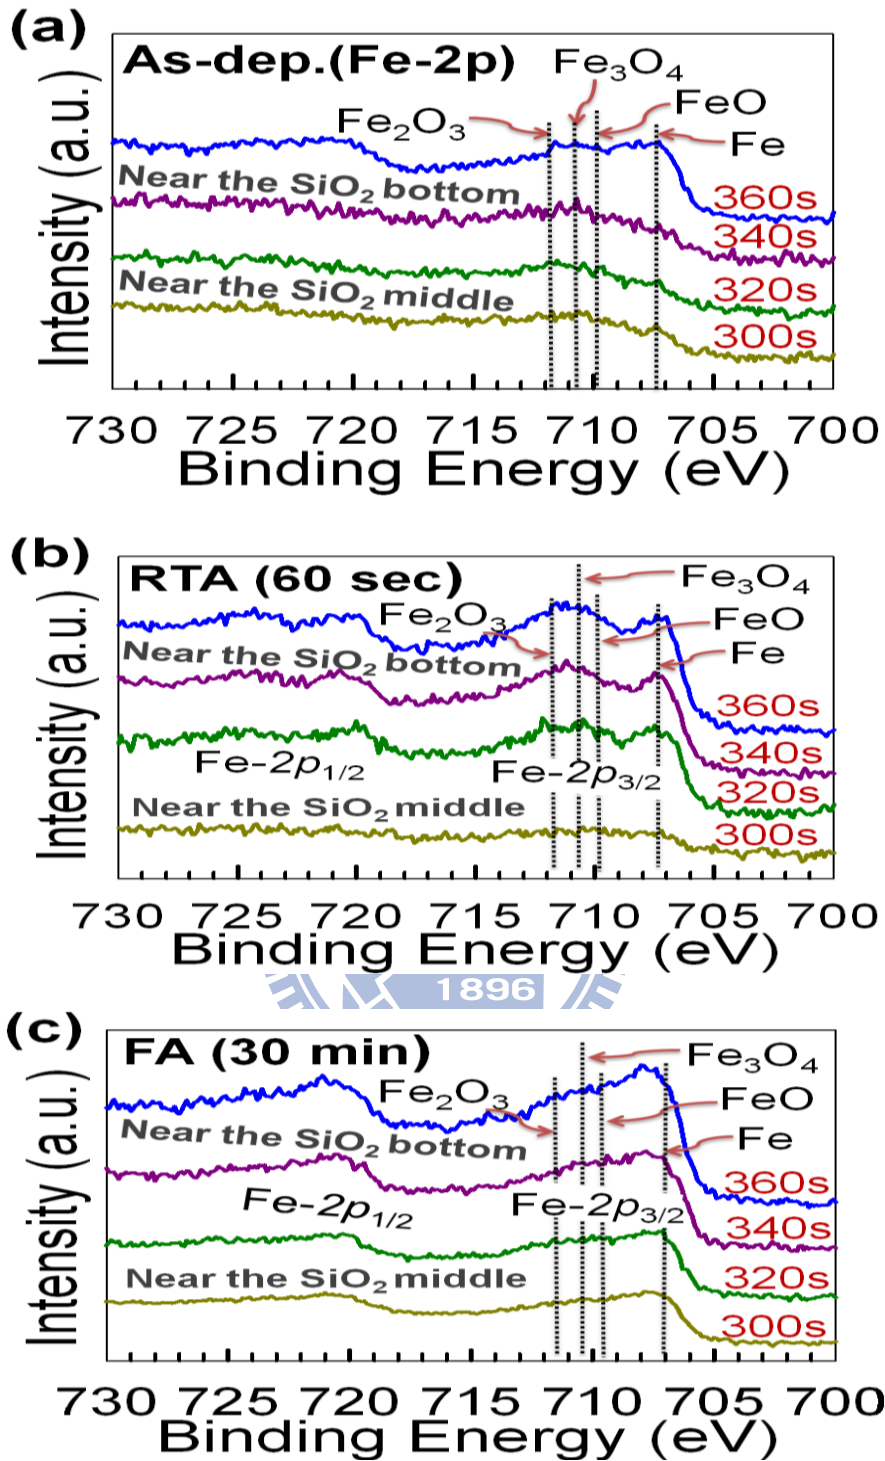 (a)
As-dep.(Fe-2p)
Fe₃O₄
FeO
Fe₂O₃
Fe
Near the SiO₂ bottom
360s
340s
Near the SiO₂ middle
320s
300s
Intensity (a.u.)
730 725 720 715 710 705 700
Binding Energy (eV)
(b)
RTA (60 sec)
Fe₃O₄
Fe₂O₃
FeO
Near the SiO₂ bottom
Fe
360s
340s
Fe-2p₁/₂
Fe-2p₃/₂
320s
Near the SiO₂ middle
300s
Intensity (a.u.)
730 725 720 715 710 705 700
Binding Energy (eV)
1896
(c)
FA (30 min)
Fe₃O₄
Fe₂O₃
FeO
Near the SiO₂ bottom
Fe
360s
Fe-2p₁/₂
Fe-2p₃/₂
340s
Near the SiO₂ middle
320s
300s
Intensity (a.u.)
730 725 720 715 710 705 700
Binding Energy (eV)